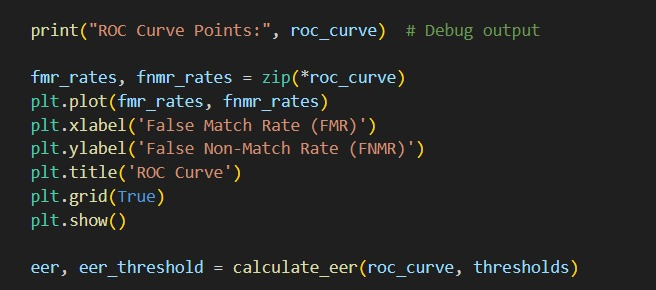 print("ROC Curve Points:", roc_curve)  # Debug output
fmr_rates, fnmr_rates = zip(*roc_curve)
plt.plot(fmr_rates, fnmr_rates)
plt.xlabel('False Match Rate (FMR)')
plt.ylabel('False Non-Match Rate (FNMR)')
plt.title('ROC Curve')
plt.grid(True)
plt.show()
eer, eer_threshold = calculate_eer(roc_curve, thresholds)